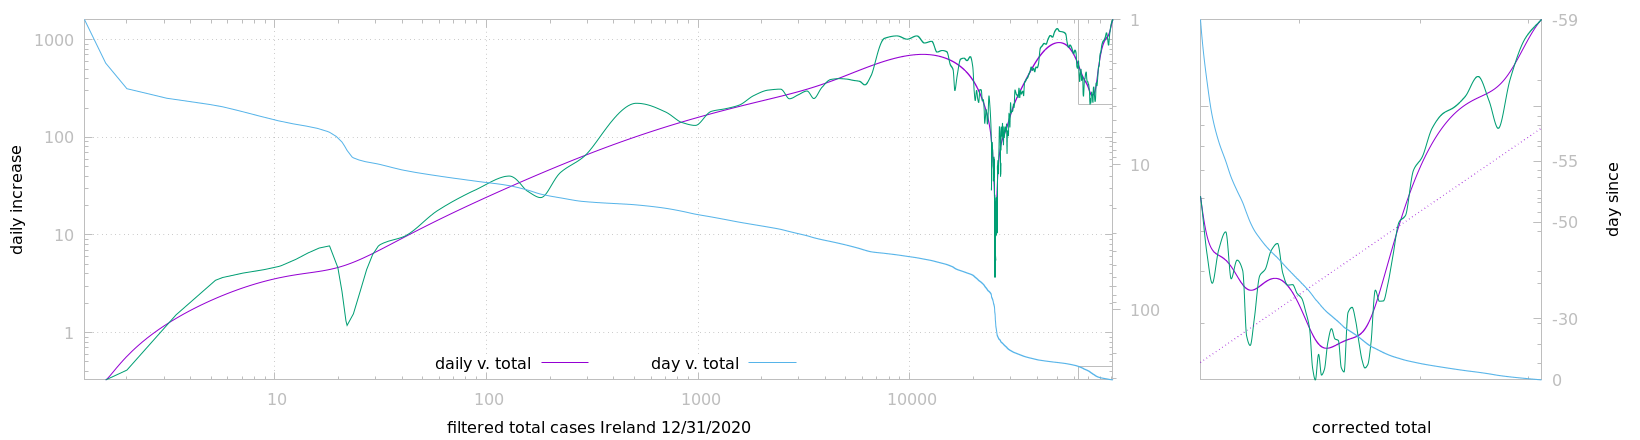 1000
100
10
1
daily increase
daily v. total
day v. total
10
100
1000
10000
filtered total cases Ireland 12/31/2020
1
10
100
-59
-55
-50
-30
0
day since
corrected total